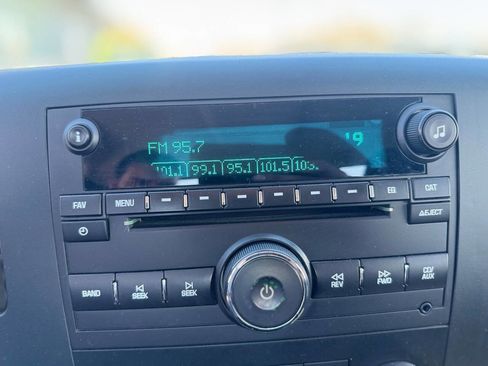 FM 95.7
19
101.1 99.1 95.1 101.5 103.
FAV MENU EQ CAT
EJECT
BAND SEEK SEEK REV FWD CD/AUX